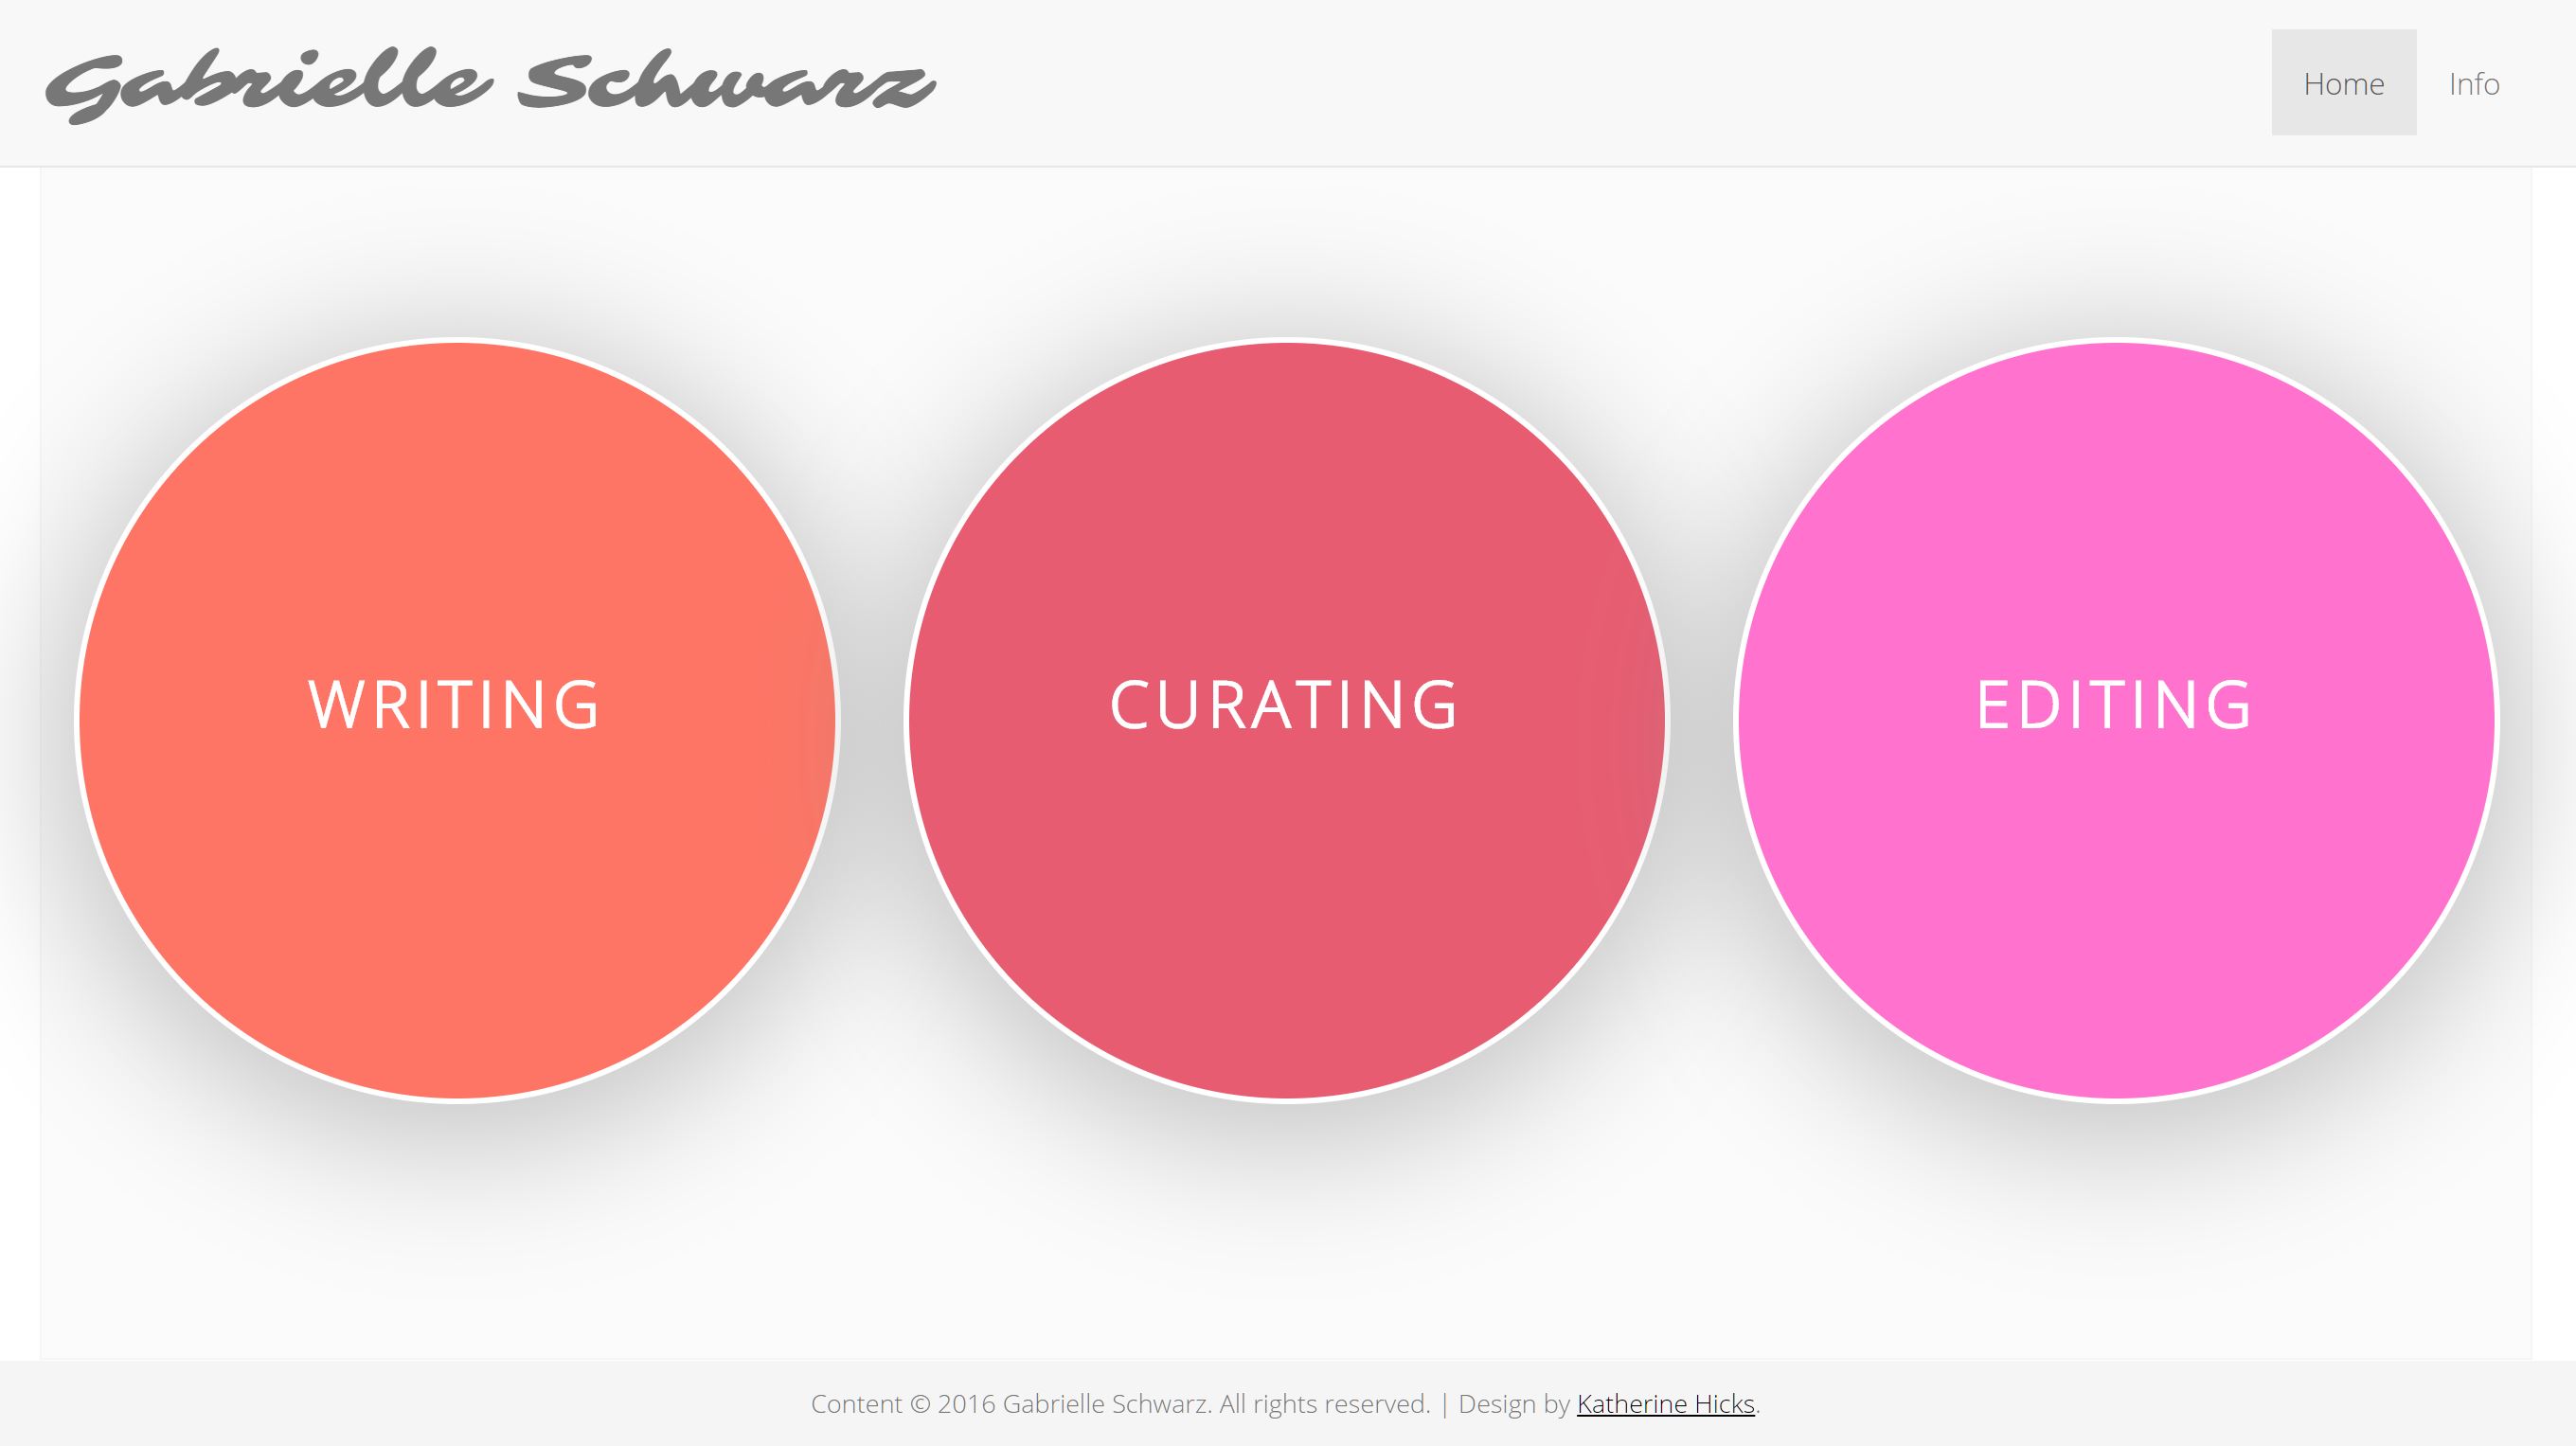 Gabrielle Schwarz
Home
Info
WRITING
CURATING
EDITING
Content © 2016 Gabrielle Schwarz. All rights reserved. | Design by Katherine Hicks.